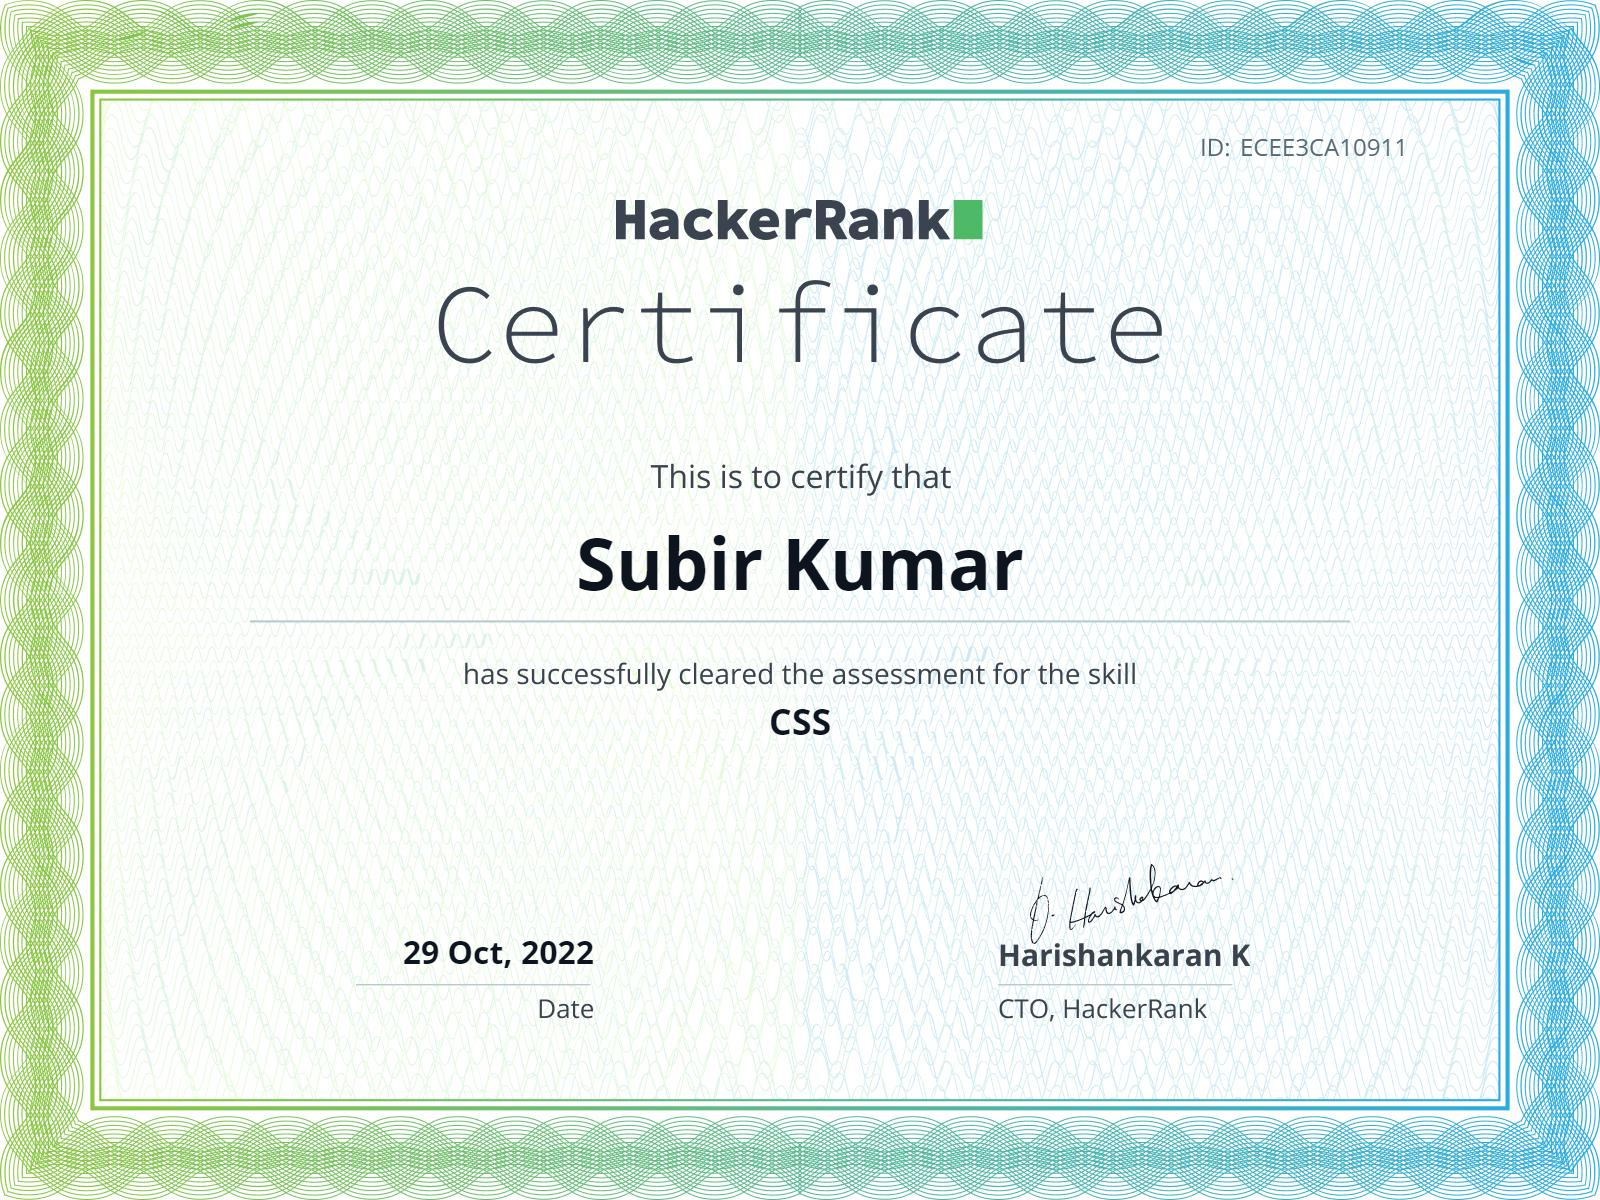 ID: ECEE3CA10911
HackerRank
Certificate
This is to certify that
Subir Kumar
has successfully cleared the assessment for the skill
CSS
D. Harishakaran
29 Oct, 2022
Harishankaran K
Date
CTO, HackerRank